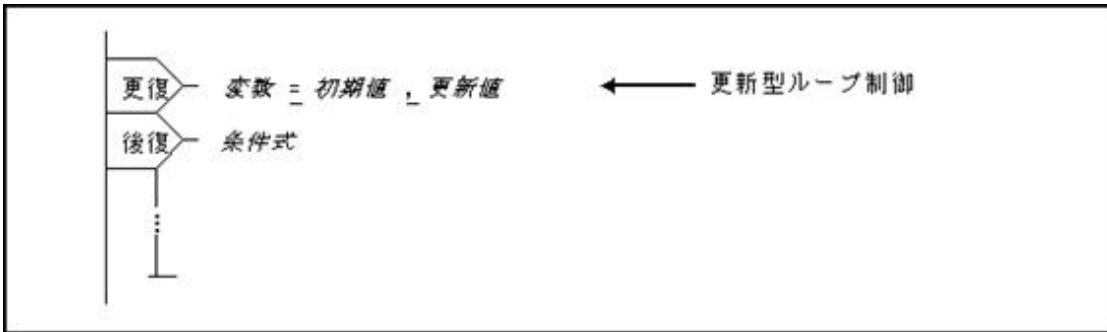 更復 変数 = 初期値 , 更新値 更新型ループ制御
後復 条件式